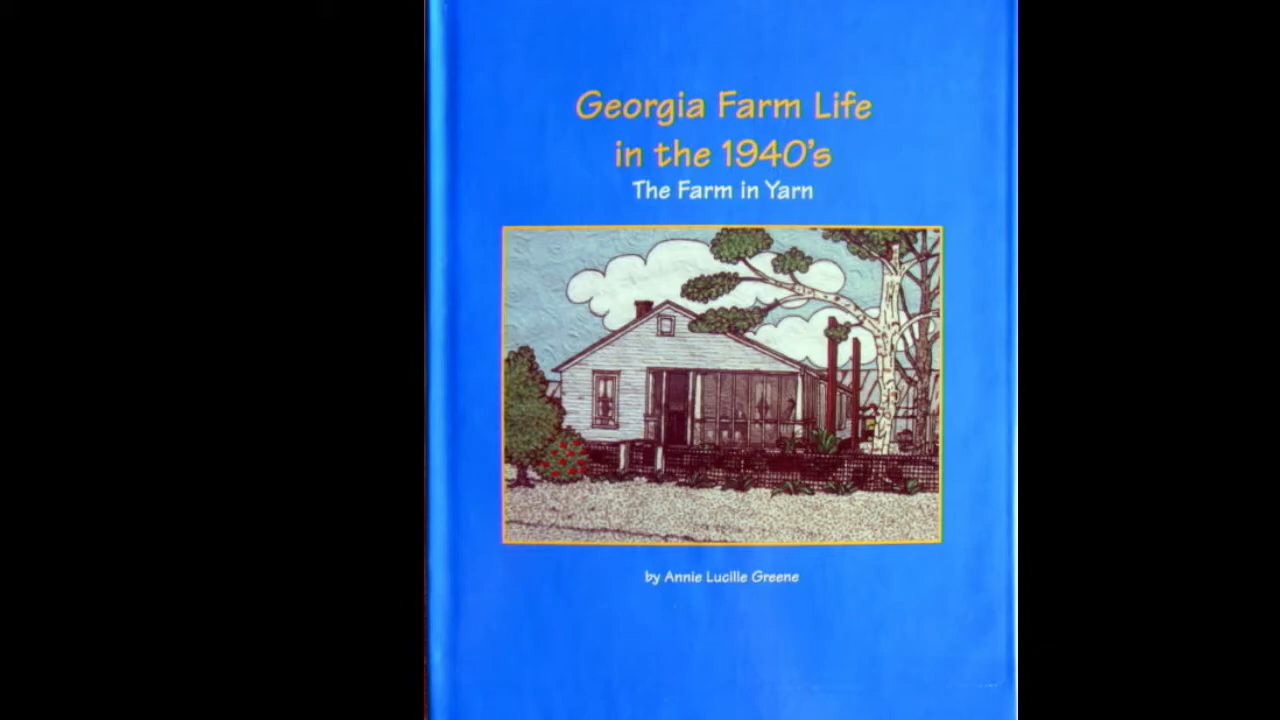 Georgia Farm Life
in the 1940's
The Farm in Yarn
by Annie Lucille Greene